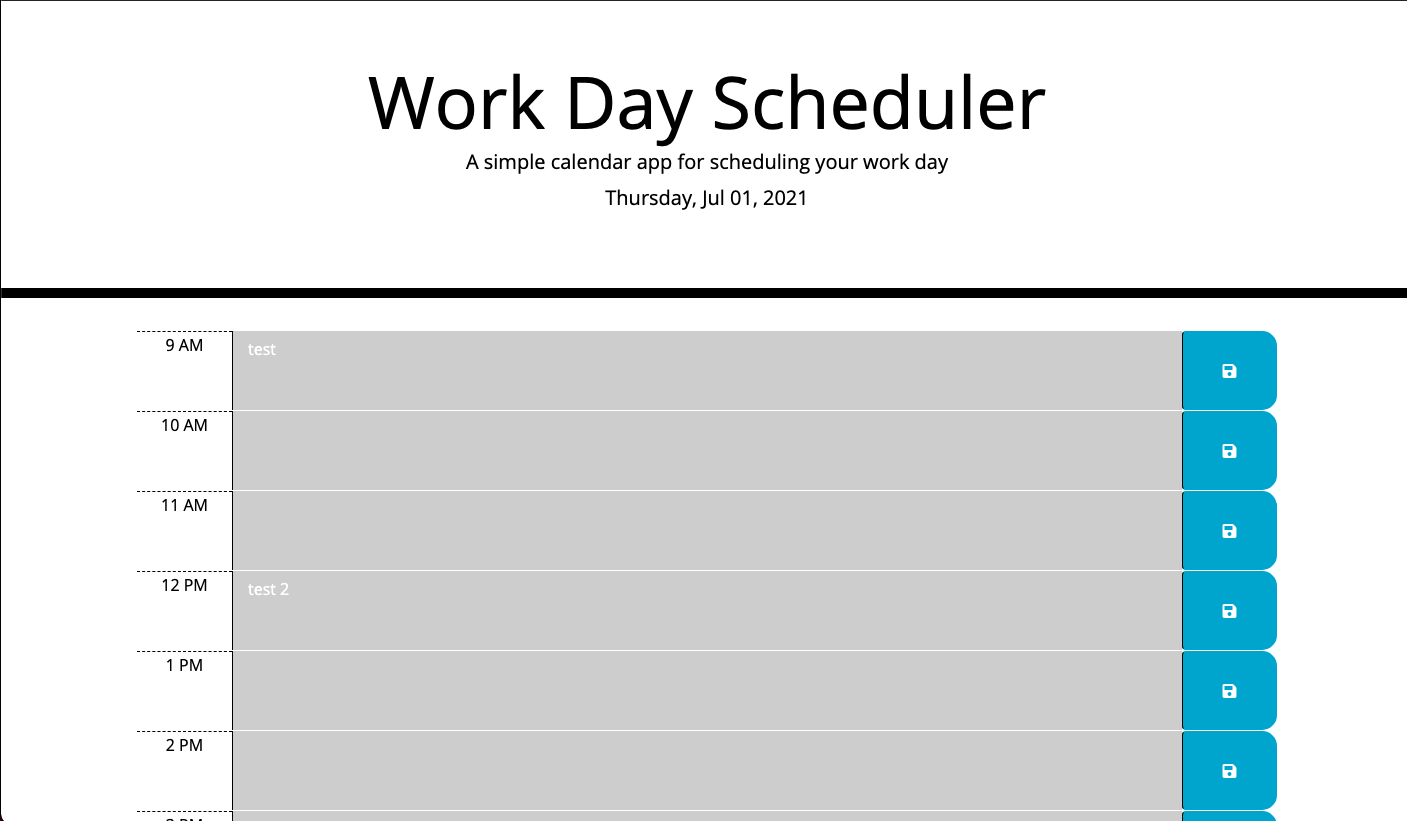 Work Day Scheduler
A simple calendar app for scheduling your work day
Thursday, Jul 01, 2021
9 AM
test
10 AM
11 AM
12 PM
test 2
1 PM
2 PM